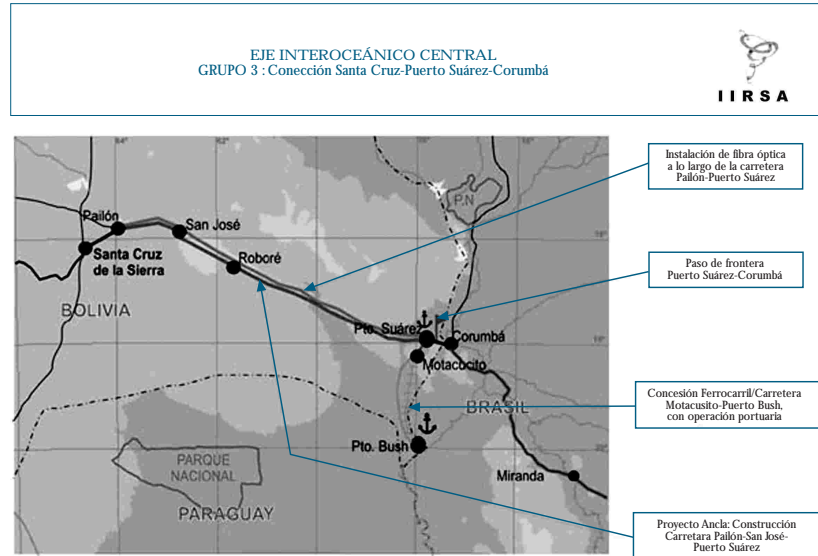 EJE INTEROCEÁNICO CENTRAL
GRUPO 3 : Conección Santa Cruz-Puerto Suárez-Corumbá
IIRSA
Instalación de fibra óptica
a lo largo de la carretera
Pailón-Puerto Suárez
P.N
Pailón
San José
Santa Cruz
de la Sierra
Roboré
Paso de frontera
Puerto Suárez-Corumbá
BOLIVIA
Pto. Suárez
Corumbá
Motacucito
Concesión Ferrocarril/Carretera
Motacusito-Puerto Bush,
con operación portuaria
BRASIL
Pto. Bush
PARQUE
NACIONAL
Miranda
PARAGUAY
Proyecto Ancla: Construcción
Carretara Pailón-San José-
Puerto Suárez